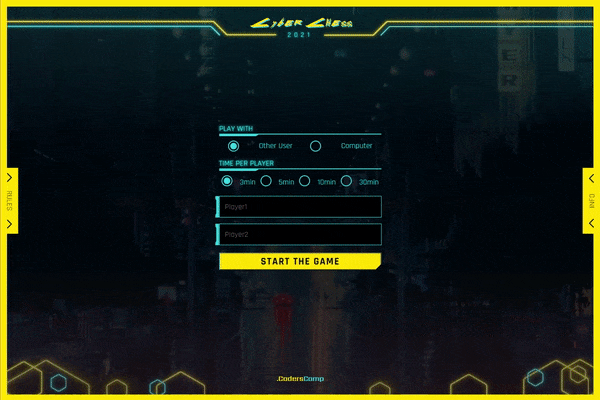 Cyber Chess
2021
PLAY WITH
Other User Computer
TIME PER PLAYER
3min 5min 10min 30min
Player1
Player2
START THE GAME
RULES
INFO
.CodersComp